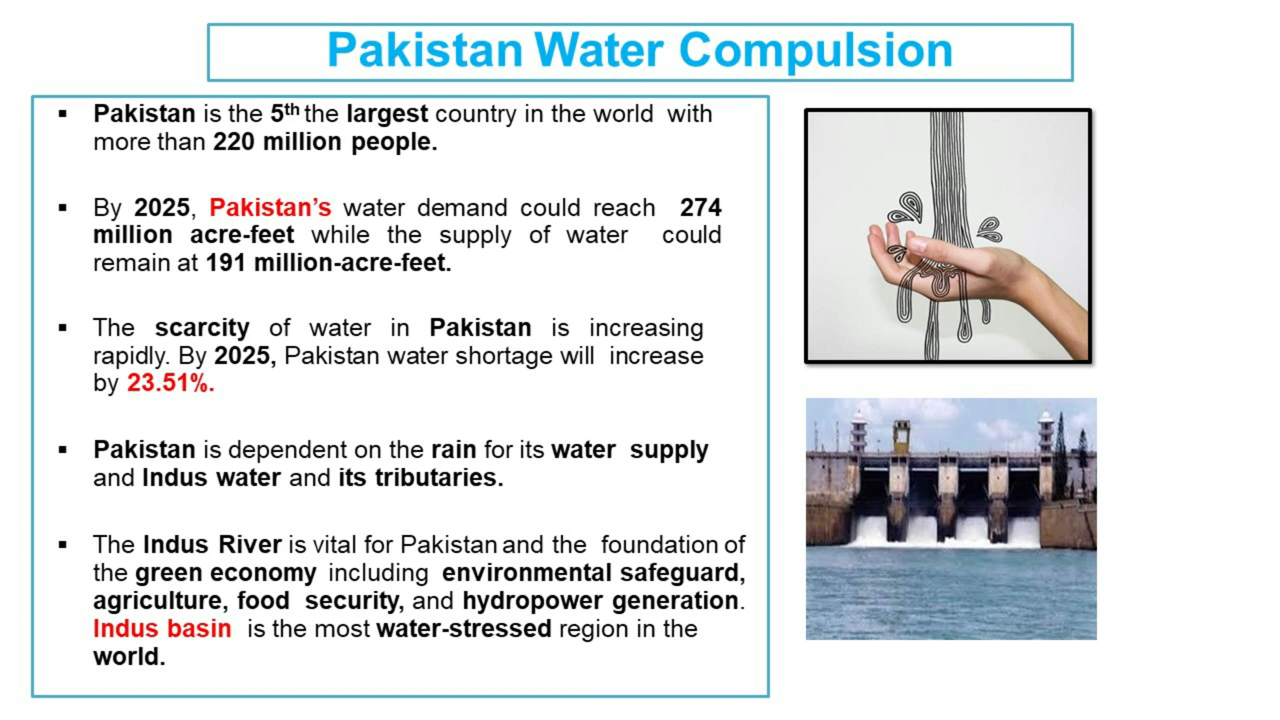 Pakistan Water Compulsion
▪ Pakistan is the 5th the largest country in the world with
more than 220 million people.
▪ By 2025, Pakistan's water demand could reach 274
million acre-feet while the supply of water could
remain at 191 million-acre-feet.
▪ The scarcity of water in Pakistan is increasing
rapidly. By 2025, Pakistan water shortage will increase
by 23.51%.
▪ Pakistan is dependent on the rain for its water supply
and Indus water and its tributaries.
▪ The Indus River is vital for Pakistan and the foundation of
the green economy including environmental safeguard,
agriculture, food security, and hydropower generation.
Indus basin is the most water-stressed region in the
world.